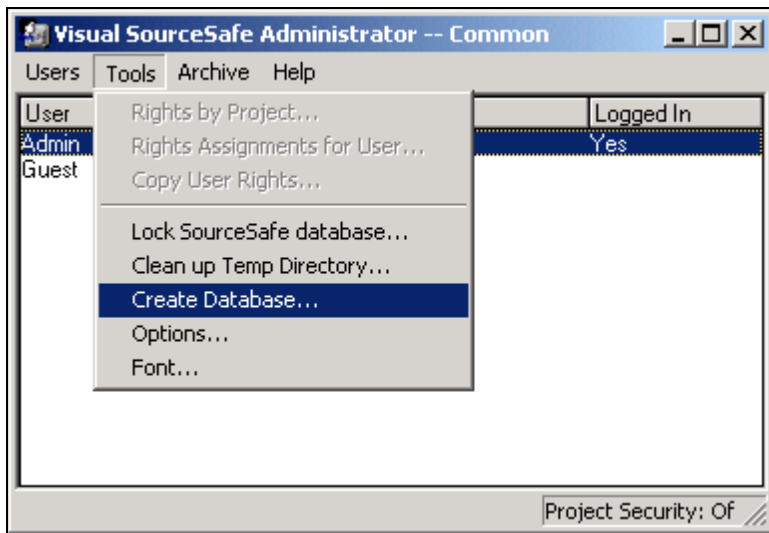 Visual SourceSafe Administrator -- Common
Users Tools Archive Help
User Logged In
Rights by Project...
Admin Yes
Rights Assignments for User...
Guest
Copy User Rights...
Lock SourceSafe database...
Clean up Temp Directory...
Create Database...
Options...
Font...
Project Security: Of